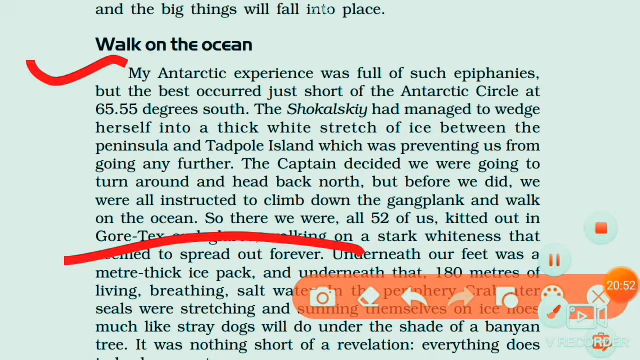 and the big things will fall into place.
Walk on the ocean
My Antarctic experience was full of such epiphanies,
but the best occurred just short of the Antarctic Circle at
65.55 degrees south. The Shokalskiy had managed to wedge
herself into a thick white stretch of ice between the
peninsula and Tadpole Island which was preventing us from
going any further. The Captain decided we were going to
turn around and head back north, but before we did, we
were all instructed to climb down the gangplank and walk
on the ocean. So there we were, all 52 of us, kitted out in
Gore-Tex walking on a stark whiteness that
to spread out forever. Underneath our feet was a
metre-thick ice pack, and underneath that, 180 metres of
living, breathing, salt
seals were stretching and sunning themselves on ice floes
much like stray dogs will do under the shade of a banyan
tree. It was nothing short of a revelation: everything does
20:52
V RECORDER